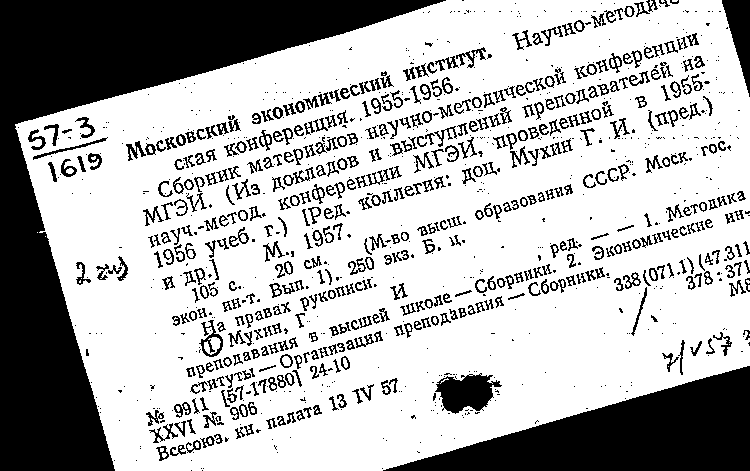 57-3
1619
Московский экономический институт. Научно-методиче-
ская конференция. 1955-1956.
Сборник материалов научно-методической конференции
МГЭИ. (Из докладов и выступлений преподавателей на
науч.-метод. конференции МГЭИ, проведенной в 1955-
1956 учеб. г.) [Ред. коллегия: доц. Мухин Г. И. (пред.)
и др.] М., 1957.
105 с. 20 см. (М-во высш. образования СССР. Моск. гос.
экон. ин-т. Вып. 1). 250 экз. Б. ц.
На правах рукописи.
1 Мухин, Г. И , ред. — — 1. Методика
преподавания в высшей школе — Сборники. 2. Экономические ин-
ституты — Организация преподавания — Сборники.
338(071.1) (47.311
378 : 371
№ 9911 [57-17880] 24-10
XXVI № 906
Всесоюз. кн. палата 13 IV 57